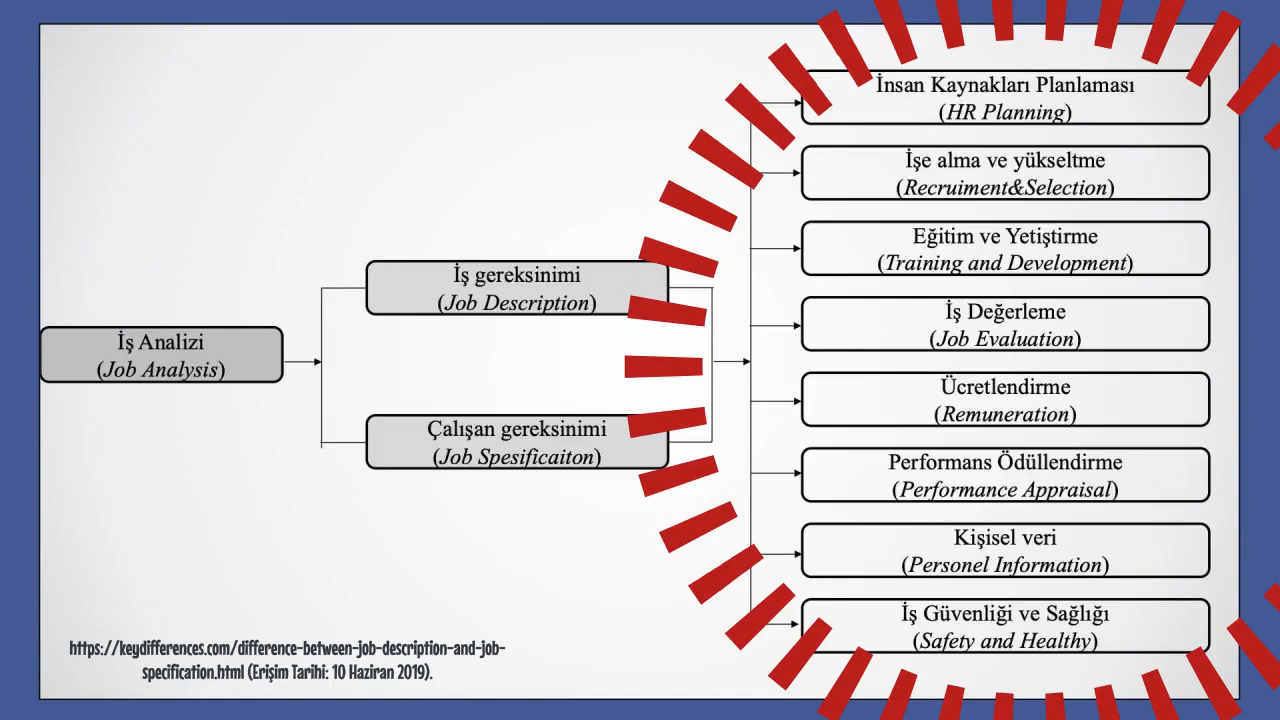 İş Analizi
(Job Analysis)
İş gereksinimi
(Job Description)
Çalışan gereksinimi
(Job Spesificaiton)
İnsan Kaynakları Planlaması
(HR Planning)
İşe alma ve yükseltme
(Recruiment&Selection)
Eğitim ve Yetiştirme
(Training and Development)
İş Değerleme
(Job Evaluation)
Ücretlendirme
(Remuneration)
Performans Ödüllendirme
(Performance Appraisal)
Kişisel veri
(Personel Information)
İş Güvenliği ve Sağlığı
(Safety and Healthy)
https://keydifferences.com/difference-between-job-description-and-job-
specification.html (Erişim Tarihi: 10 Haziran 2019).